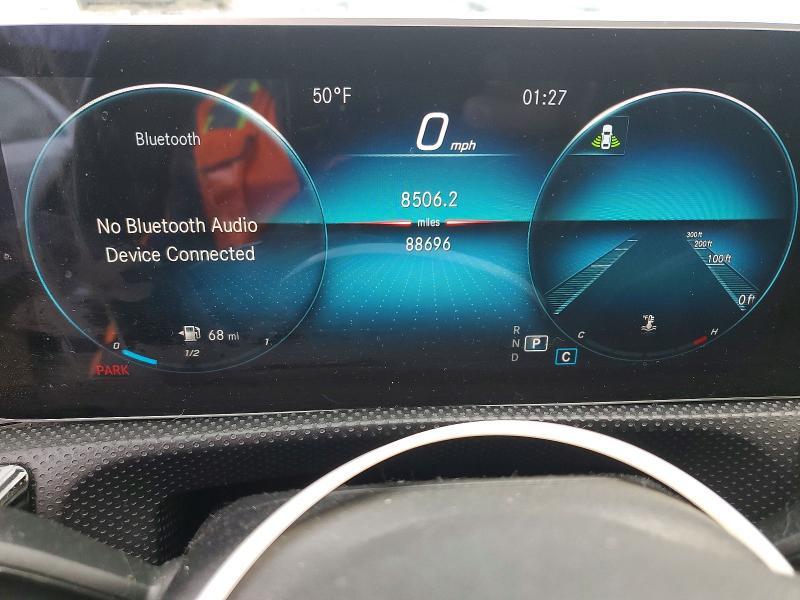 50°F
01:27
Bluetooth
0 mph
8506.2
miles
88696
No Bluetooth Audio
Device Connected
300 ft
200 ft
100 ft
0 ft
68 mi
0
1/2
1
PARK
R
N
D
P
C
C
°F
H